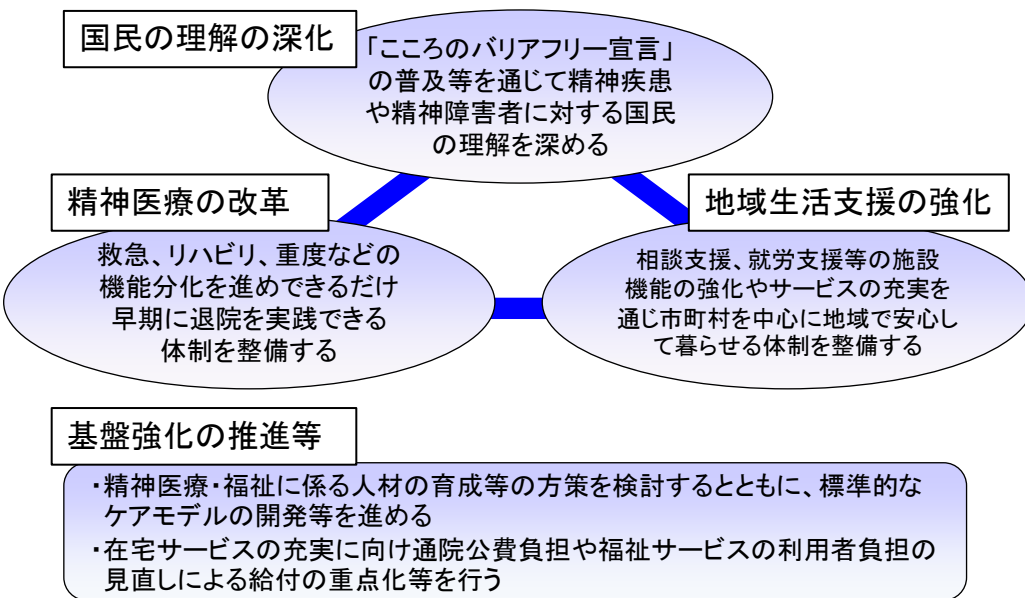 国民の理解の深化
「こころのバリアフリー宣言」
の普及等を通じて精神疾患
や精神障害者に対する国民
の理解を深める
精神医療の改革
救急、リハビリ、重度などの
機能分化を進めできるだけ
早期に退院を実践できる
体制を整備する
地域生活支援の強化
相談支援、就労支援等の施設
機能の強化やサービスの充実を
通じ市町村を中心に地域で安心し
て暮らせる体制を整備する
基盤強化の推進等
・精神医療・福祉に係る人材の育成等の方策を検討するとともに、標準的な
ケアモデルの開発等を進める
・在宅サービスの充実に向け通院公費負担や福祉サービスの利用者負担の
見直しによる給付の重点化等を行う